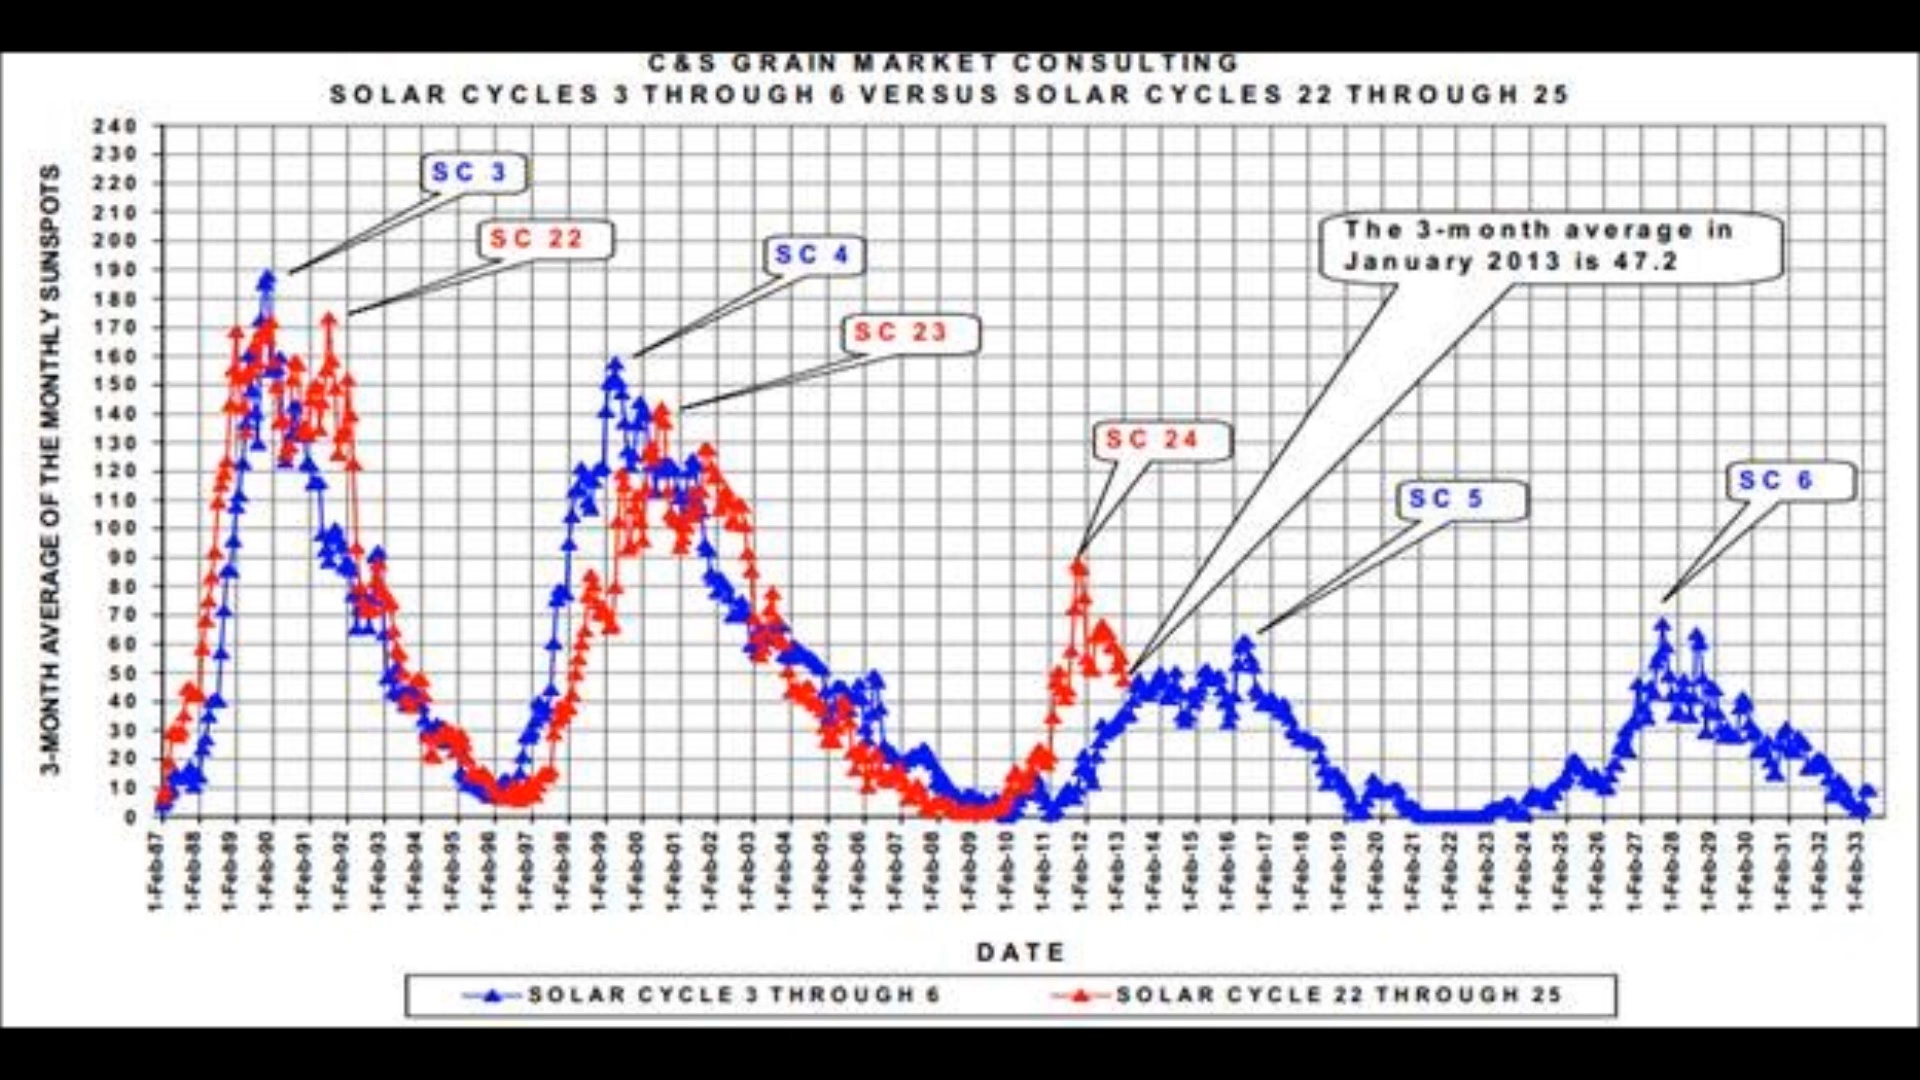 C&S GRAIN MARKET CONSULTING
SOLAR CYCLES 3 THROUGH 6 VERSUS SOLAR CYCLES 22 THROUGH 25
3-MONTH AVERAGE OF THE MONTHLY SUNSPOTS
240
230
220
210
200
190
180
170
160
150
140
130
120
110
100
90
80
70
60
50
40
30
20
10
0
SC 3
SC 22
SC 4
SC 23
The 3-month average in
January 2013 is 47.2
SC 24
SC 5
SC 6
1-Feb-87
1-Feb-88
1-Feb-89
1-Feb-90
1-Feb-91
1-Feb-92
1-Feb-93
1-Feb-94
1-Feb-95
1-Feb-96
1-Feb-97
1-Feb-98
1-Feb-99
1-Feb-00
1-Feb-01
1-Feb-02
1-Feb-03
1-Feb-04
1-Feb-05
1-Feb-06
1-Feb-07
1-Feb-08
1-Feb-09
1-Feb-10
1-Feb-11
1-Feb-12
1-Feb-13
1-Feb-14
1-Feb-15
1-Feb-16
1-Feb-17
1-Feb-18
1-Feb-19
1-Feb-20
1-Feb-21
1-Feb-22
1-Feb-23
1-Feb-24
1-Feb-25
1-Feb-26
1-Feb-27
1-Feb-28
1-Feb-29
1-Feb-30
1-Feb-31
1-Feb-32
1-Feb-33
DATE
SOLAR CYCLE 3 THROUGH 6
SOLAR CYCLE 22 THROUGH 25